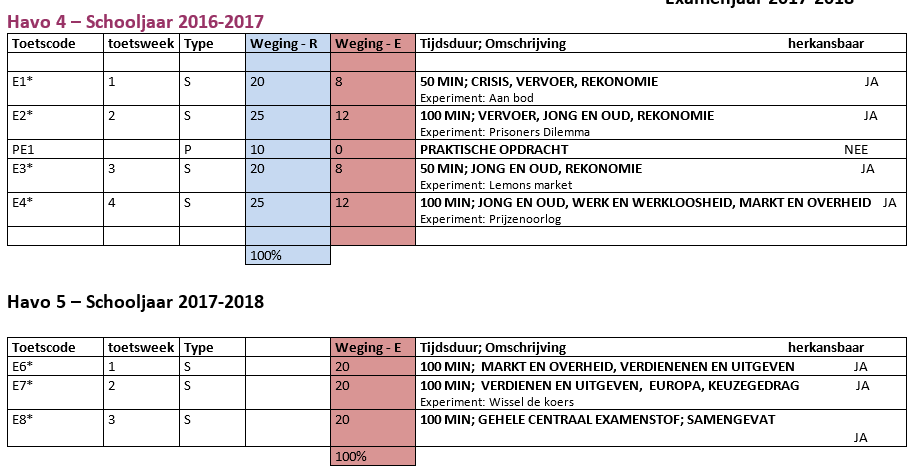 Examenjaar 2017-2018
Havo 4 – Schooljaar 2016-2017
Toetscode toetsweek Type Weging - R Weging - E Tijdsduur; Omschrijving herkansbaar
E1* 1 S 20 8 50 MIN; CRISIS, VERVOER, REKONOMIE JA
Experiment: Aan bod
E2* 2 S 25 12 100 MIN; VERVOER, JONG EN OUD, REKONOMIE JA
Experiment: Prisoners Dilemma
PE1 P 10 0 PRAKTISCHE OPDRACHT NEE
E3* 3 S 20 8 50 MIN; JONG EN OUD, REKONOMIE JA
Experiment: Lemons market
E4* 4 S 25 12 100 MIN; JONG EN OUD, WERK EN WERKLOOSHEID, MARKT EN OVERHEID JA
Experiment: Prijzenoorlog
100%
Havo 5 – Schooljaar 2017-2018
Toetscode toetsweek Type Weging - E Tijdsduur; Omschrijving herkansbaar
E6* 1 S 20 100 MIN; MARKT EN OVERHEID, VERDIENENEN EN UITGEVEN JA
E7* 2 S 20 100 MIN; VERDIENEN EN UITGEVEN, EUROPA, KEUZEGEDRAG JA
Experiment: Wissel de koers
E8* 3 S 20 100 MIN; GEHELE CENTRAAL EXAMENSTOF; SAMENGEVAT
JA
100%